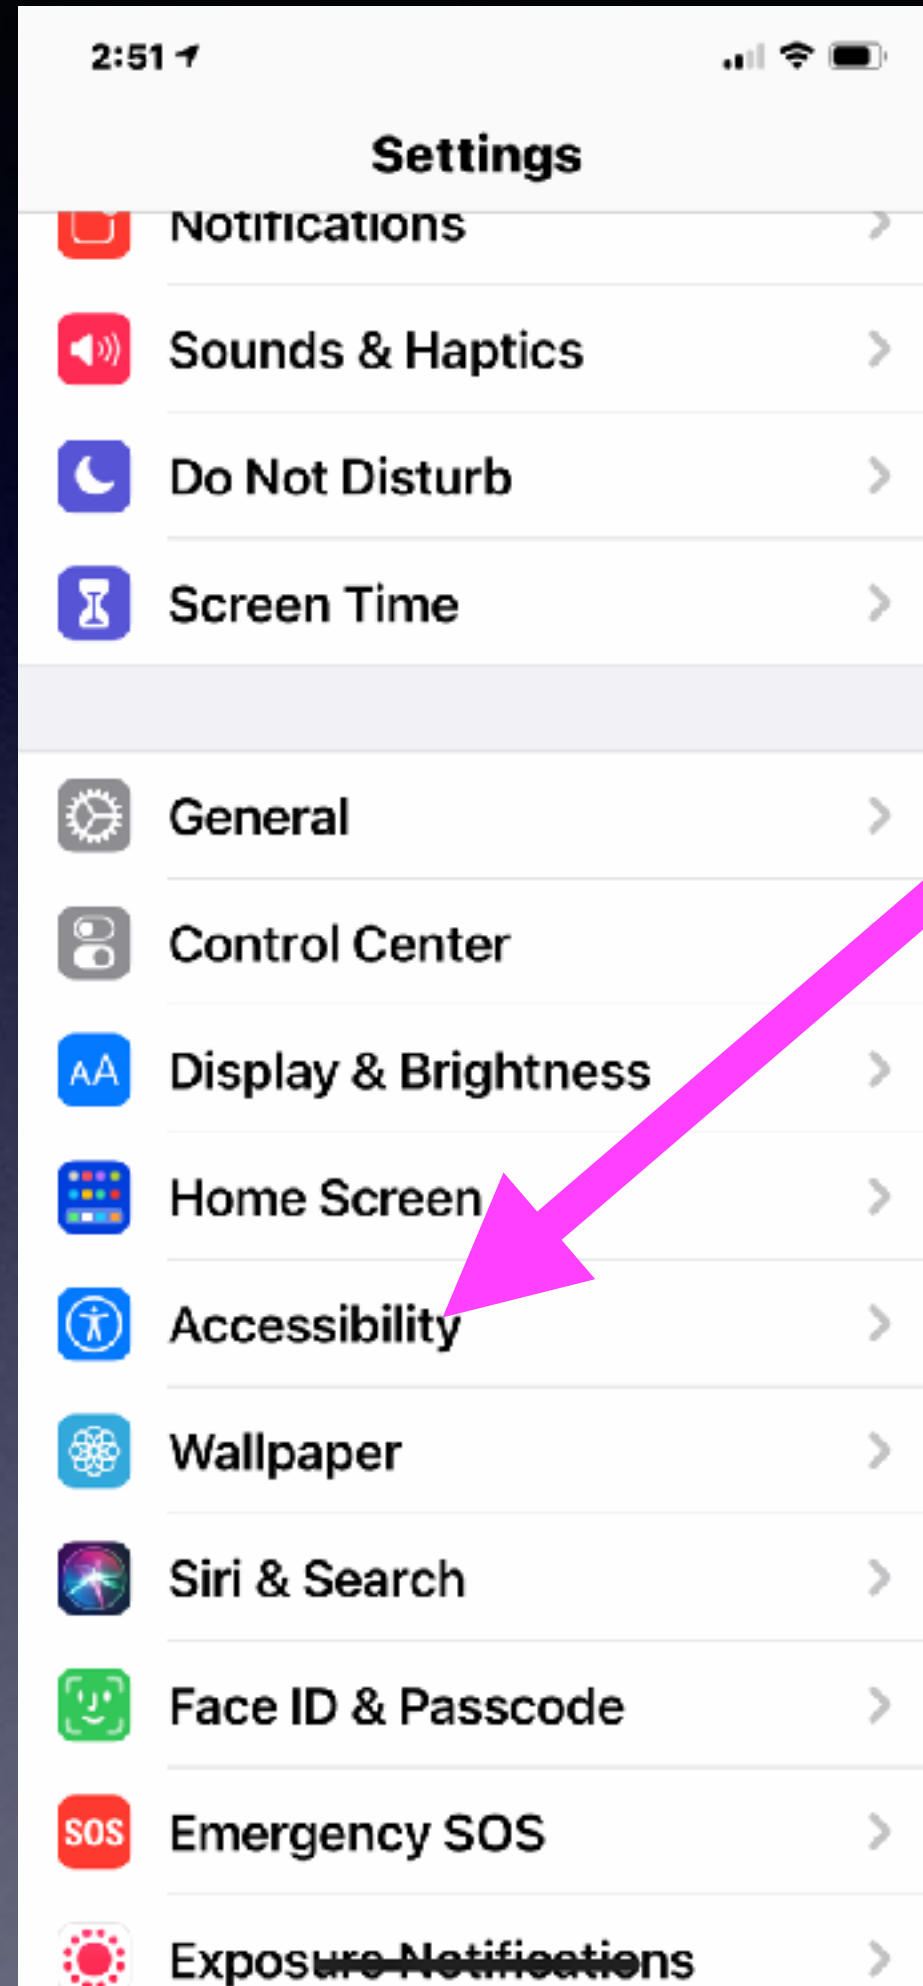 2:51
Settings
Notifications
Sounds & Haptics
Do Not Disturb
Screen Time
General
Control Center
AA Display & Brightness
Home Screen
Accessibility
Wallpaper
Siri & Search
Face ID & Passcode
SOS Emergency SOS
Exposure Notifications